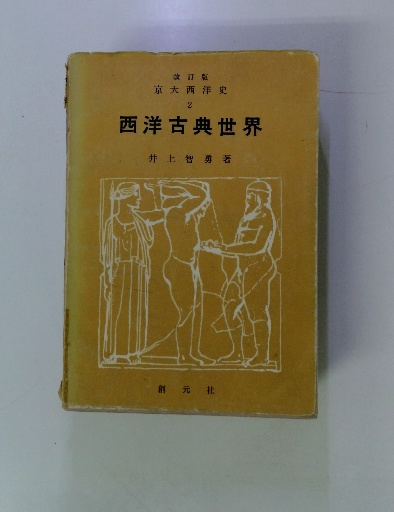 改訂版
京大西洋史
2
西洋古典世界
井上智勇著
創元社